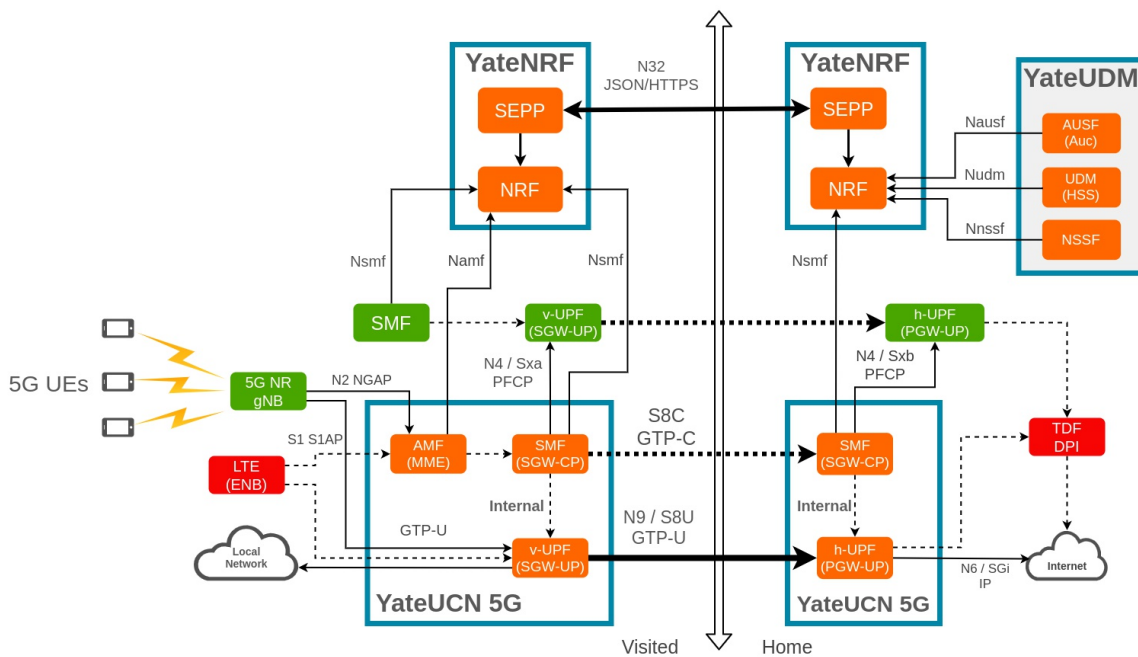 YateNRF
SEPP
NRF
N32
JSON/HTTPS
YateNRF
SEPP
NRF
YateUDM
AUSF
(Auc)
UDM
(HSS)
NSSF
Nausf
Nudm
Nnssf
Nsmf
Namf
Nsmf
Nsmf
SMF
v-UPF
(SGW-UP)
h-UPF
(PGW-UP)
N4 / Sxa
PFCP
N4 / Sxb
PFCP
5G UEs
5G NR
gNB
N2 NGAP
S1 S1AP
LTE
(ENB)
AMF
(MME)
SMF
(SGW-CP)
S8C
GTP-C
SMF
(SGW-CP)
TDF
DPI
Internal
Internal
GTP-U
N9 / S8U
GTP-U
Local
Network
v-UPF
(SGW-UP)
h-UPF
(PGW-UP)
N6 / SGi
IP
Internet
YateUCN 5G
YateUCN 5G
Visited
Home